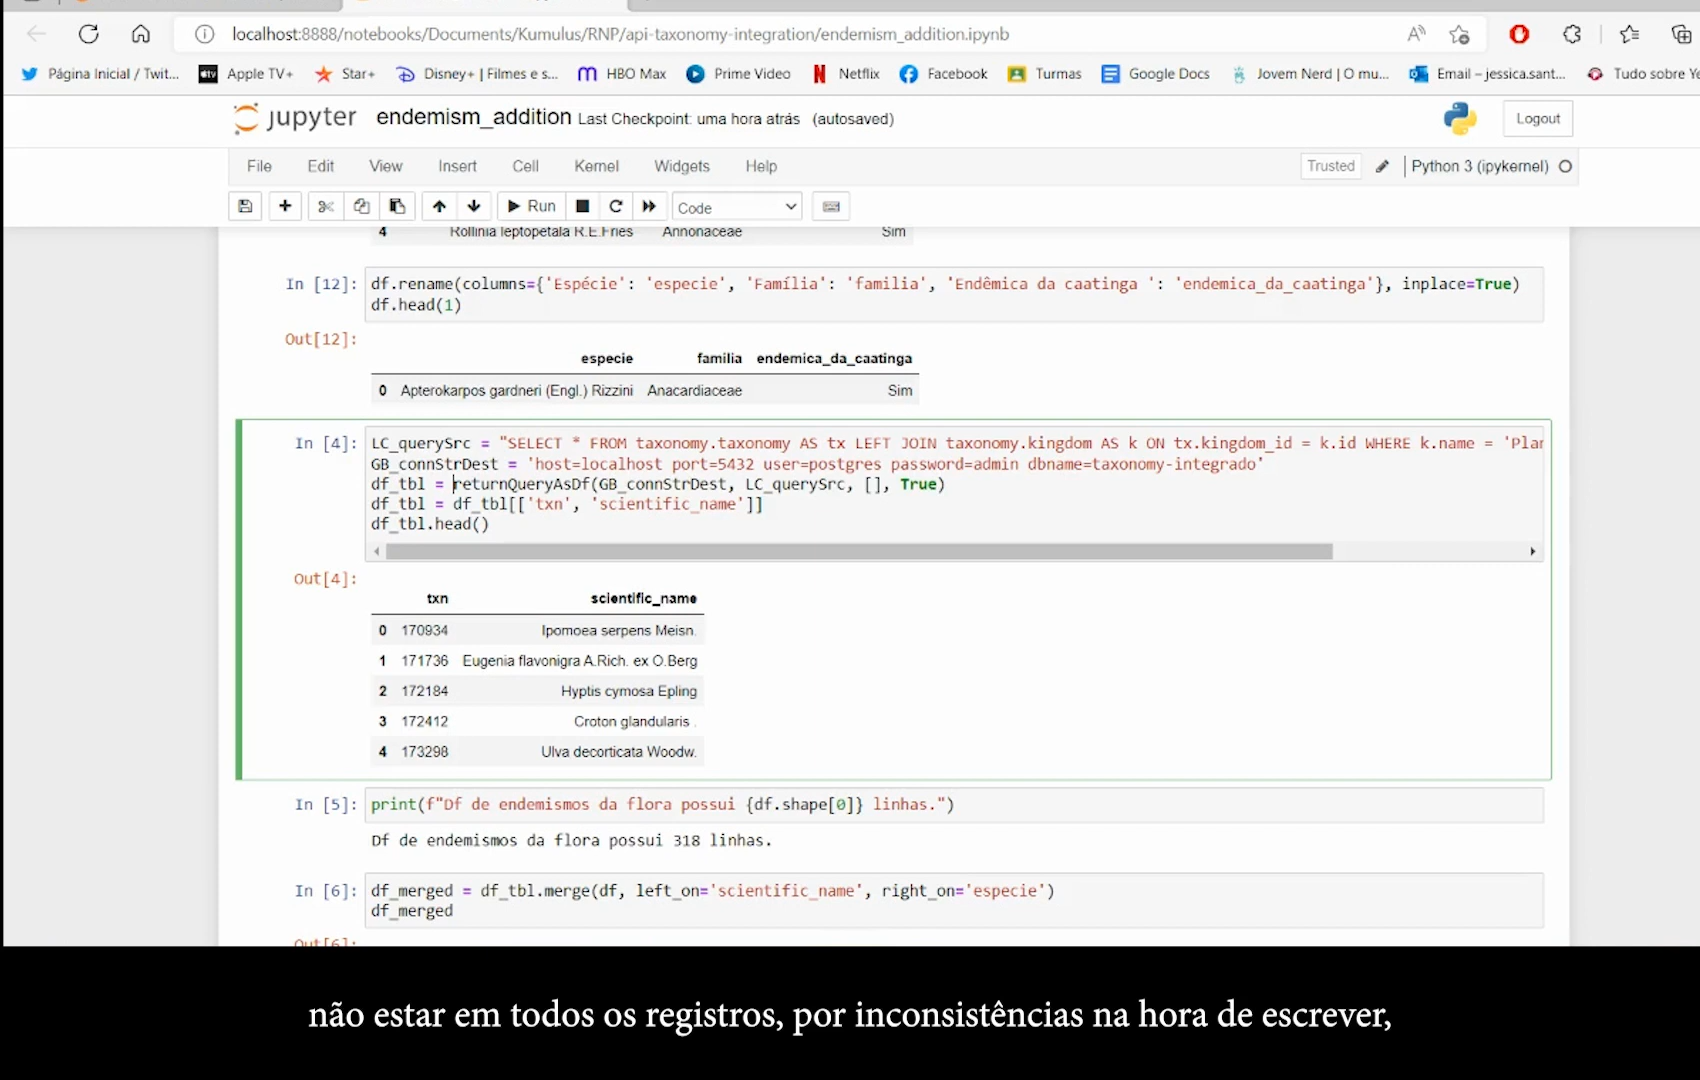 localhost:8888/notebooks/Documents/Kumulus/RNP/api-taxonomy-integration/endemism_addition.ipynb
Página Inicial / Twit... Apple TV+ Star+ Disney+ | Filmes e s... HBO Max Prime Video Netflix Facebook Turmas Google Docs Jovem Nerd | O mu... Email – jessica.sant... Tudo sobre
jupyter endemism_addition Last Checkpoint: uma hora atrás (autosaved) Logout
File Edit View Insert Cell Kernel Widgets Help Trusted Python 3 (ipykernel)
Run Code
4 Rollinia leptopetala R.E.Fries Annonaceae Sim
In [12]: df.rename(columns={'Espécie': 'especie', 'Família': 'familia', 'Endêmica da caatinga ': 'endemica_da_caatinga'}, inplace=True)
df.head(1)
Out[12]:
especie familia endemica_da_caatinga
0 Apterokarpos gardneri (Engl.) Rizzini Anacardiaceae Sim
In [4]: LC_querySrc = "SELECT * FROM taxonomy.taxonomy AS tx LEFT JOIN taxonomy.kingdom AS k ON tx.kingdom_id = k.id WHERE k.name = 'Plan
GB_connStrDest = 'host=localhost port=5432 user=postgres password=admin dbname=taxonomy-integrado'
df_tbl = returnQueryAsDf(GB_connStrDest, LC_querySrc, [], True)
df_tbl = df_tbl[['txn', 'scientific_name']]
df_tbl.head()
Out[4]:
txn scientific_name
0 170934 Ipomoea serpens Meisn.
1 171736 Eugenia flavonigra A.Rich. ex O.Berg
2 172184 Hyptis cymosa Epling
3 172412 Croton glandularis .
4 173298 Ulva decorticata Woodw.
In [5]: print(f"Df de endemismos da flora possui {df.shape[0]} linhas.")
Df de endemismos da flora possui 318 linhas.
In [6]: df_merged = df_tbl.merge(df, left_on='scientific_name', right_on='especie')
df_merged
Out[6]:
não estar em todos os registros, por inconsistências na hora de escrever,